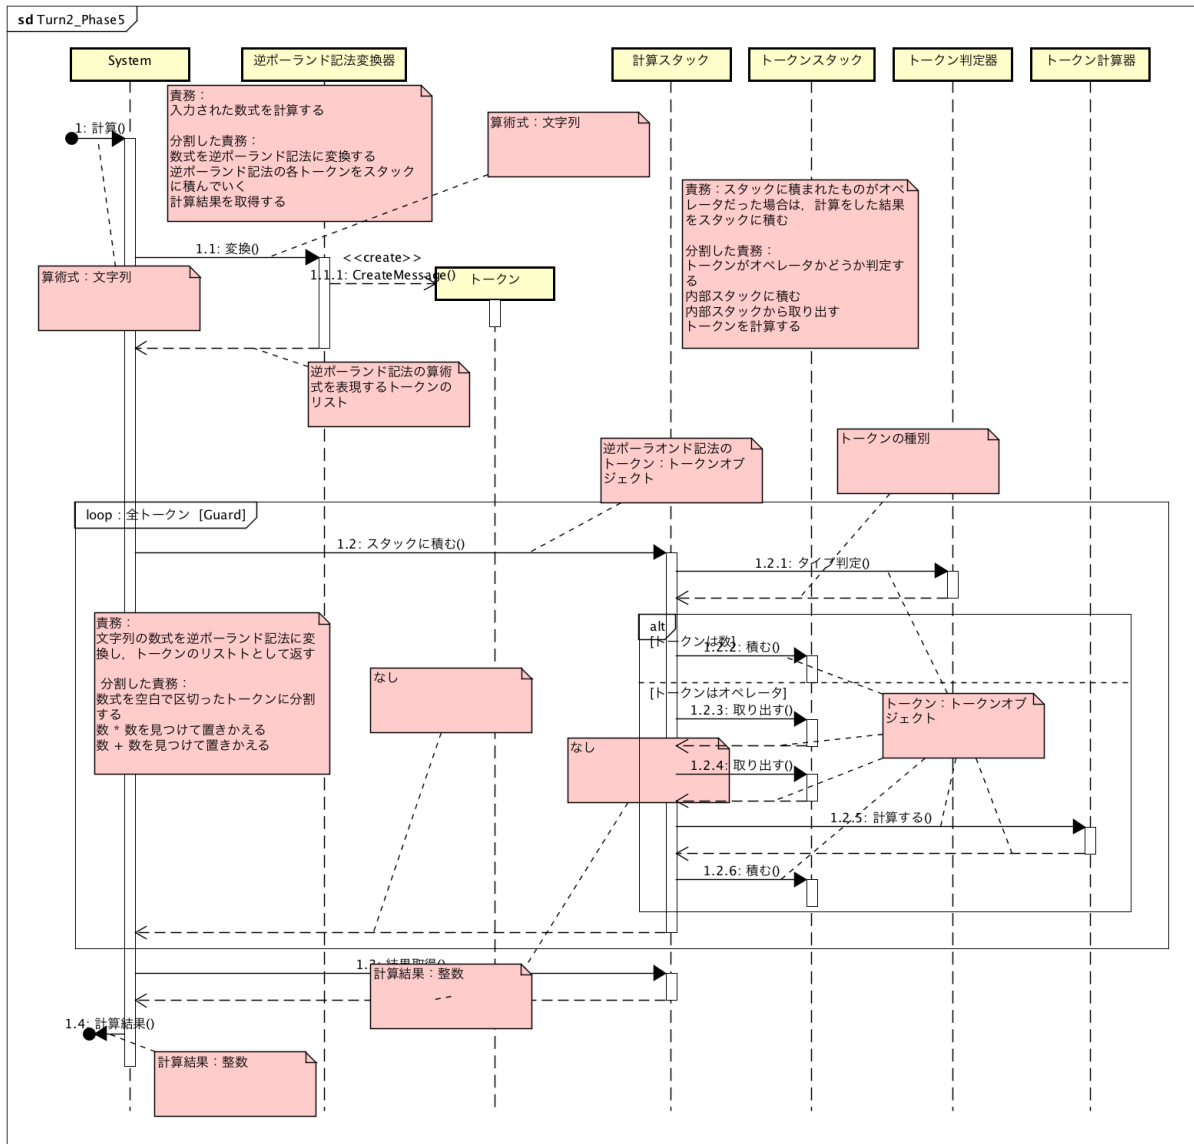 sd Turn2_Phase5
System
逆ポーランド記法変換器
計算スタック
トークンスタック
トークン判定器
トークン計算器
責務：
入力された数式を計算する
分割した責務：
数式を逆ポーランド記法に変換する
逆ポーランド記法の各トークンをスタック
に積んでいく
計算結果を取得する
1: 計算()
算術式：文字列
責務：スタックに積まれたものがオペ
レータだった場合は、計算をした結果
をスタックに積む
分割した責務：
トークンがオペレータかどうか判定す
る
内部スタックに積む
内部スタックから取り出す
トークンを計算する
1.1: 変換()
<<create>>
1.1.1: CreateMessage()
トークン
算術式：文字列
逆ポーランド記法の算術
式を表現するトークンの
リスト
逆ポーラオンド記法の
トークン：トークンオブ
ジェクト
トークンの種別
loop：全トークン [Guard]
1.2: スタックに積む()
1.2.1: タイプ判定()
責務：
文字列の数式を逆ポーランド記法に変
換し、トークンのリストトとして返す
分割した責務：
数式を空白で区切ったトークンに分割
する
数 * 数を見つけて置きかえる
数 + 数を見つけて置きかえる
alt
[トークンは数]
1.2.2: 積む()
なし
[トークンはオペレータ]
1.2.3: 取り出す()
トークン：トークンオブ
ジェクト
なし
1.2.4: 取り出す()
1.2.5: 計算する()
1.2.6: 積む()
1.3: 結果取得()
計算結果：整数
1.4: 計算結果()
計算結果：整数